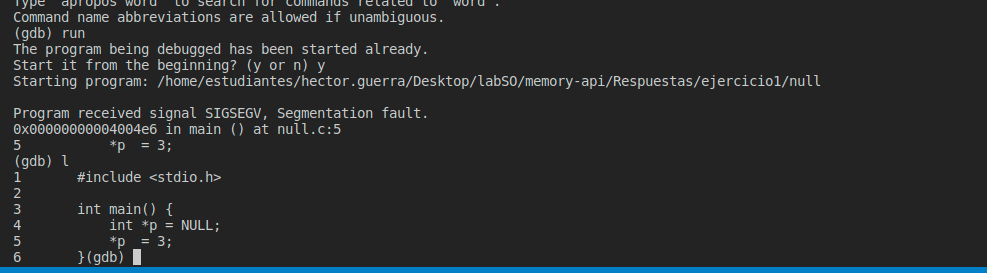 Type "apropos word" to search for commands related to "word".
Command name abbreviations are allowed if unambiguous.
(gdb) run
The program being debugged has been started already.
Start it from the beginning? (y or n) y
Starting program: /home/estudiantes/hector.guerra/Desktop/labSO/memory-api/Respuestas/ejercicio1/null
Program received signal SIGSEGV, Segmentation fault.
0x00000000004004e6 in main () at null.c:5
5           *p  = 3;
(gdb) l
1       #include <stdio.h>
2
3       int main() {
4           int *p = NULL;
5           *p  = 3;
6       }(gdb)